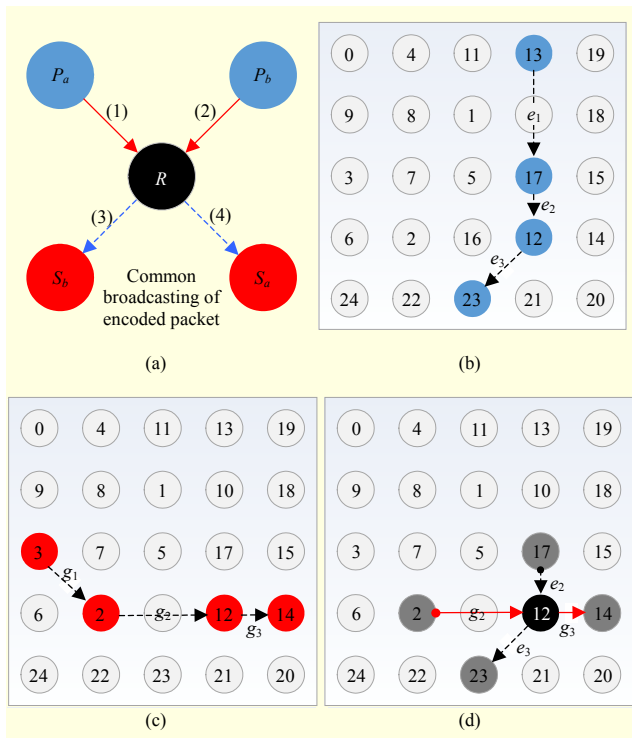 Pa Pb
(1) (2)
R
(3) (4)
Sb Sa
Common
broadcasting of
encoded packet
(a)
0 4 11 13 19
9 8 1 e1 18
3 7 5 17 15
e2
6 2 16 12 14
e3
24 22 23 21 20
(b)
0 4 11 13 19
9 8 1 10 18
3 7 5 17 15
g1
6 2 g2 12 14
g3
24 22 23 21 20
(c)
0 4 11 13 19
9 8 1 10 18
3 7 5 17 15
e2
6 2 g2 12 14
g3
e3
24 22 23 21 20
(d)